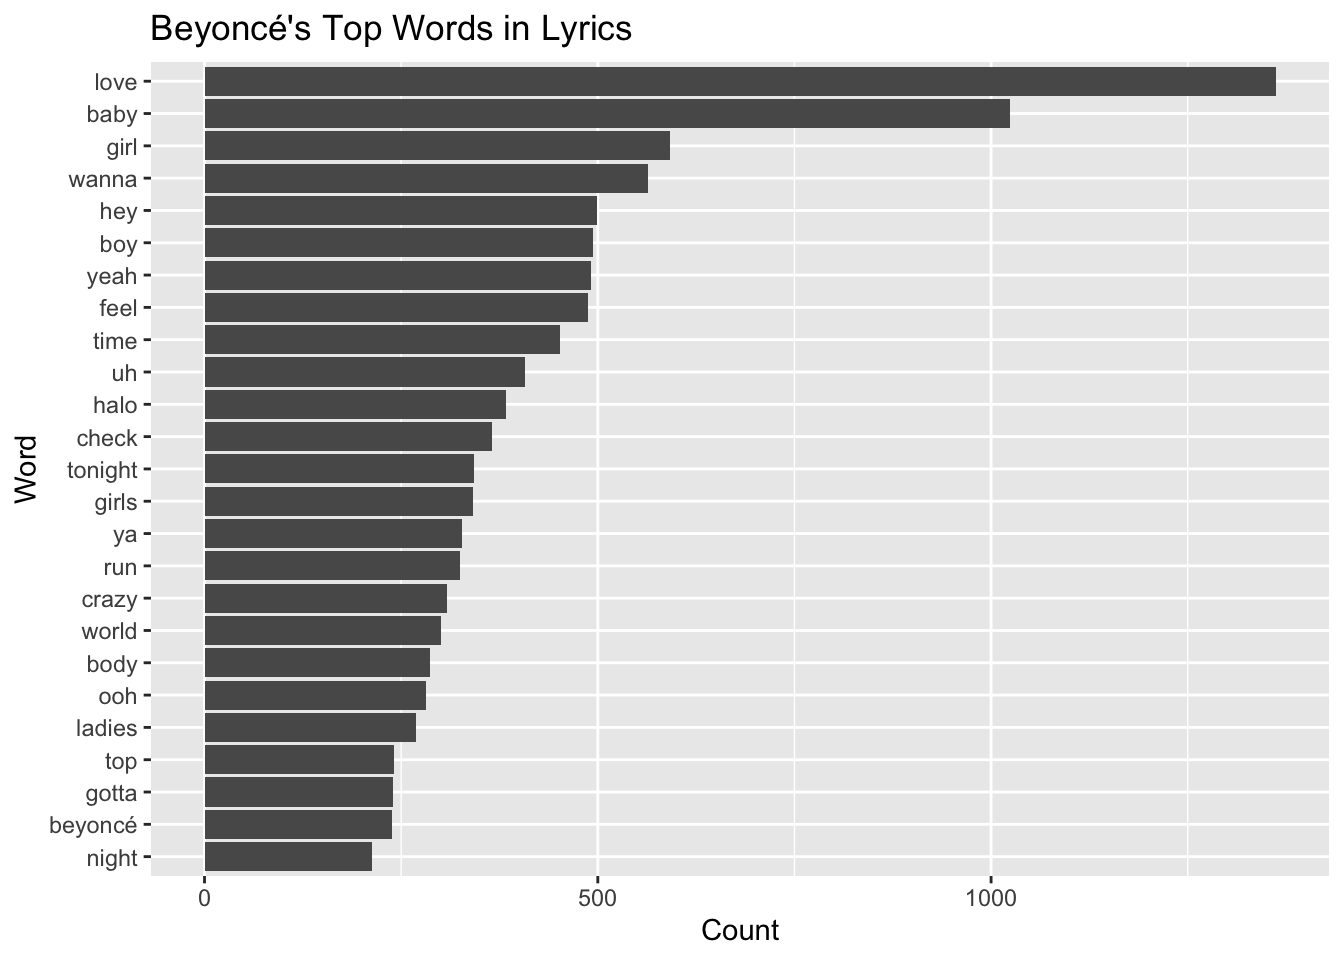 Beyoncé's Top Words in Lyrics
Word
love
baby
girl
wanna
hey
boy
yeah
feel
time
uh
halo
check
tonight
girls
ya
run
crazy
world
body
ooh
ladies
top
gotta
beyoncé
night
0 500 1000
Count